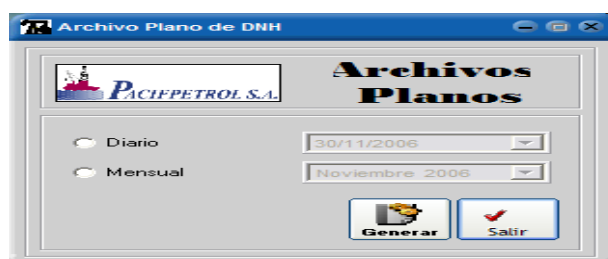 Archivo Plano de DNH
PACIFPETROL S.A.
Archivos
Planos
Diario
30/11/2006
Mensual
Noviembre 2006
Generar
Salir